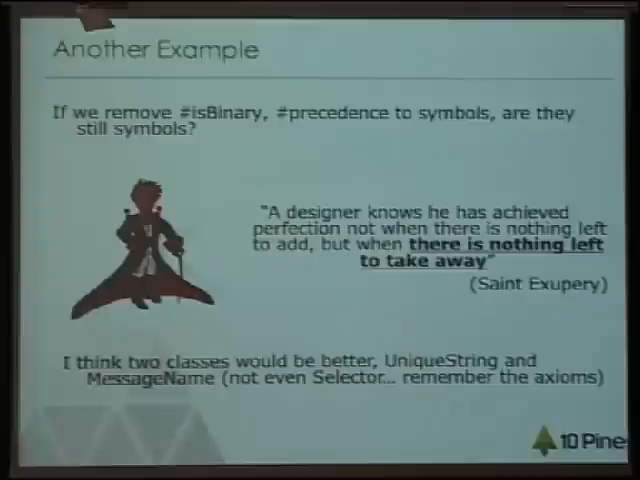 Another Example
If we remove #isBinary, #precedence to symbols, are they
still symbols?
"A designer knows he has achieved
perfection not when there is nothing left
to add, but when there is nothing left
to take away"
(Saint Exupery)
I think two classes would be better, UniqueString and
MessageName (not even Selector... remember the axioms)
10 Pine